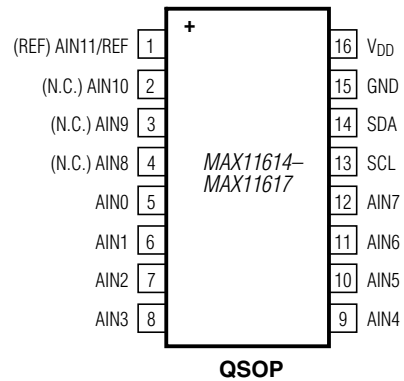 +
(REF) AIN11/REF 1 16 VDD
(N.C.) AIN10 2 15 GND
(N.C.) AIN9 3 14 SDA
(N.C.) AIN8 4 MAX11614– 13 SCL
MAX11617
AIN0 5 12 AIN7
AIN1 6 11 AIN6
AIN2 7 10 AIN5
AIN3 8 9 AIN4
QSOP